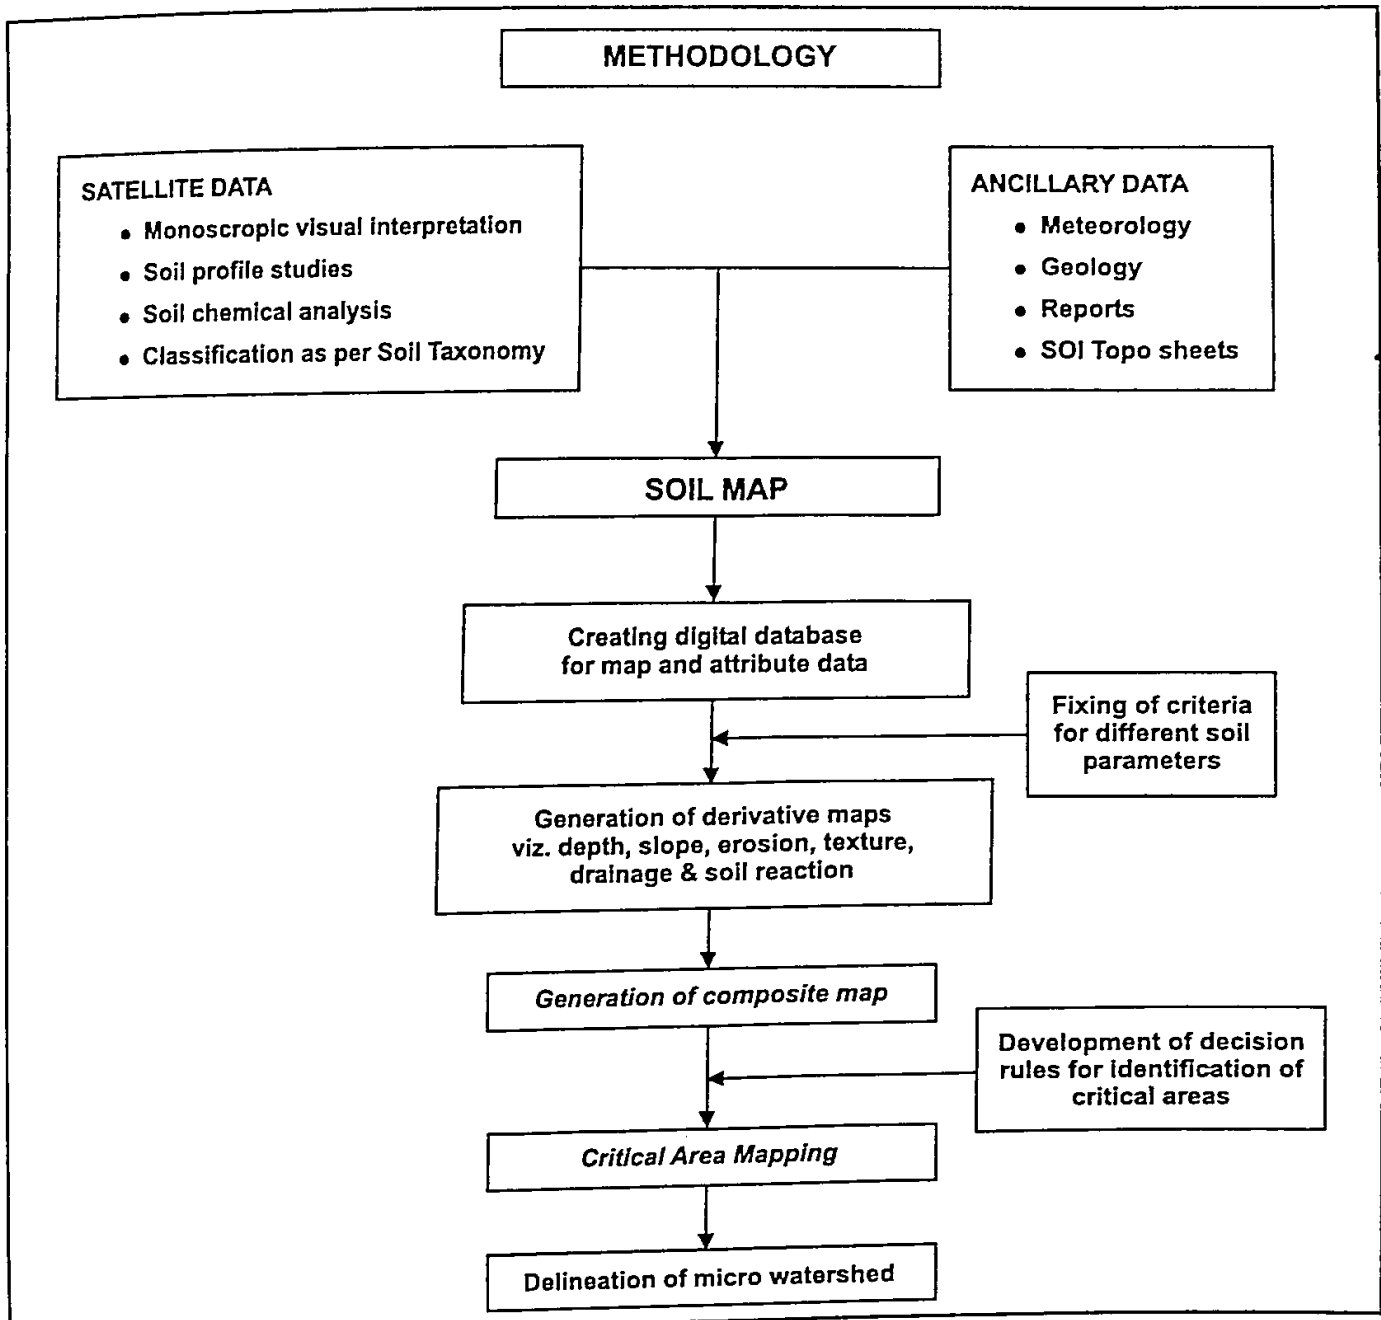 METHODOLOGY
SATELLITE DATA
• Monoscropic visual interpretation
• Soil profile studies
• Soil chemical analysis
• Classification as per Soil Taxonomy
ANCILLARY DATA
• Meteorology
• Geology
• Reports
• SOI Topo sheets
SOIL MAP
Creating digital database
for map and attribute data
Fixing of criteria
for different soil
parameters
Generation of derivative maps
viz. depth, slope, erosion, texture,
drainage & soil reaction
Generation of composite map
Development of decision
rules for identification of
critical areas
Critical Area Mapping
Delineation of micro watershed